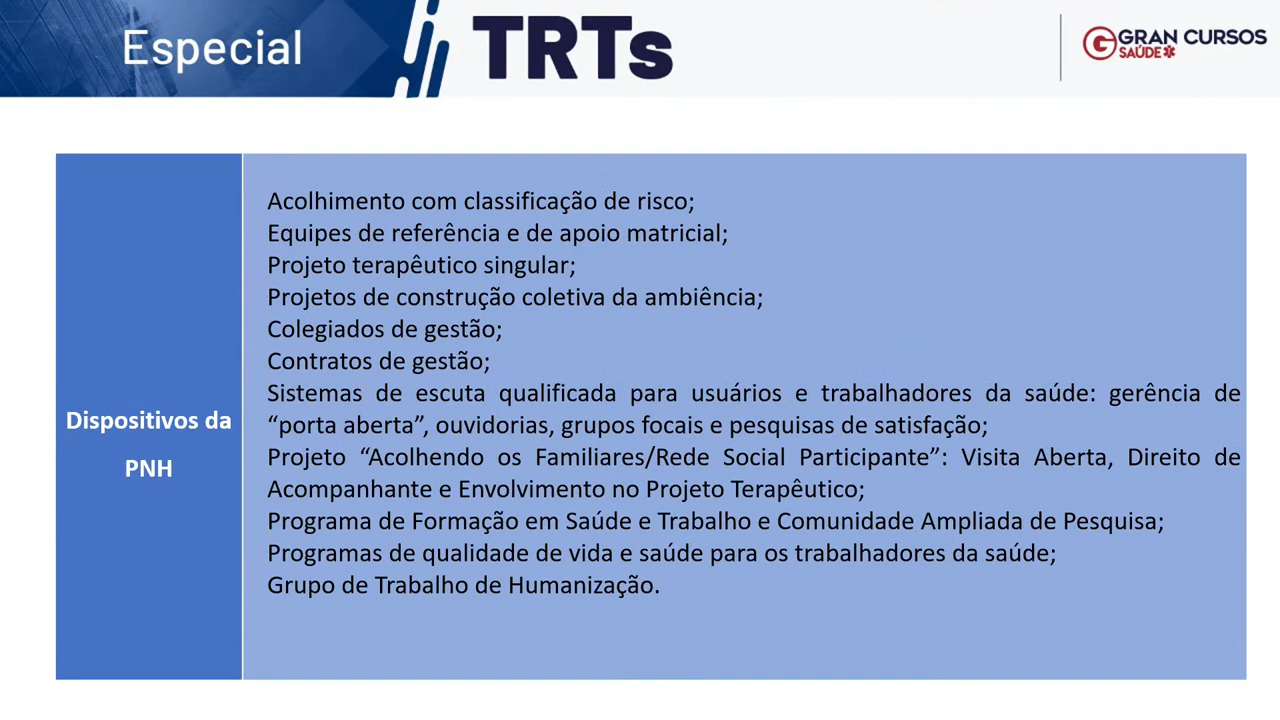 Especial
TRTs
GRAN CURSOS
SAÚDE
Dispositivos da
PNH
Acolhimento com classificação de risco;
Equipes de referência e de apoio matricial;
Projeto terapêutico singular;
Projetos de construção coletiva da ambiência;
Colegiados de gestão;
Contratos de gestão;
Sistemas de escuta qualificada para usuários e trabalhadores da saúde: gerência de
“porta aberta”, ouvidorias, grupos focais e pesquisas de satisfação;
Projeto “Acolhendo os Familiares/Rede Social Participante”: Visita Aberta, Direito de
Acompanhante e Envolvimento no Projeto Terapêutico;
Programa de Formação em Saúde e Trabalho e Comunidade Ampliada de Pesquisa;
Programas de qualidade de vida e saúde para os trabalhadores da saúde;
Grupo de Trabalho de Humanização.